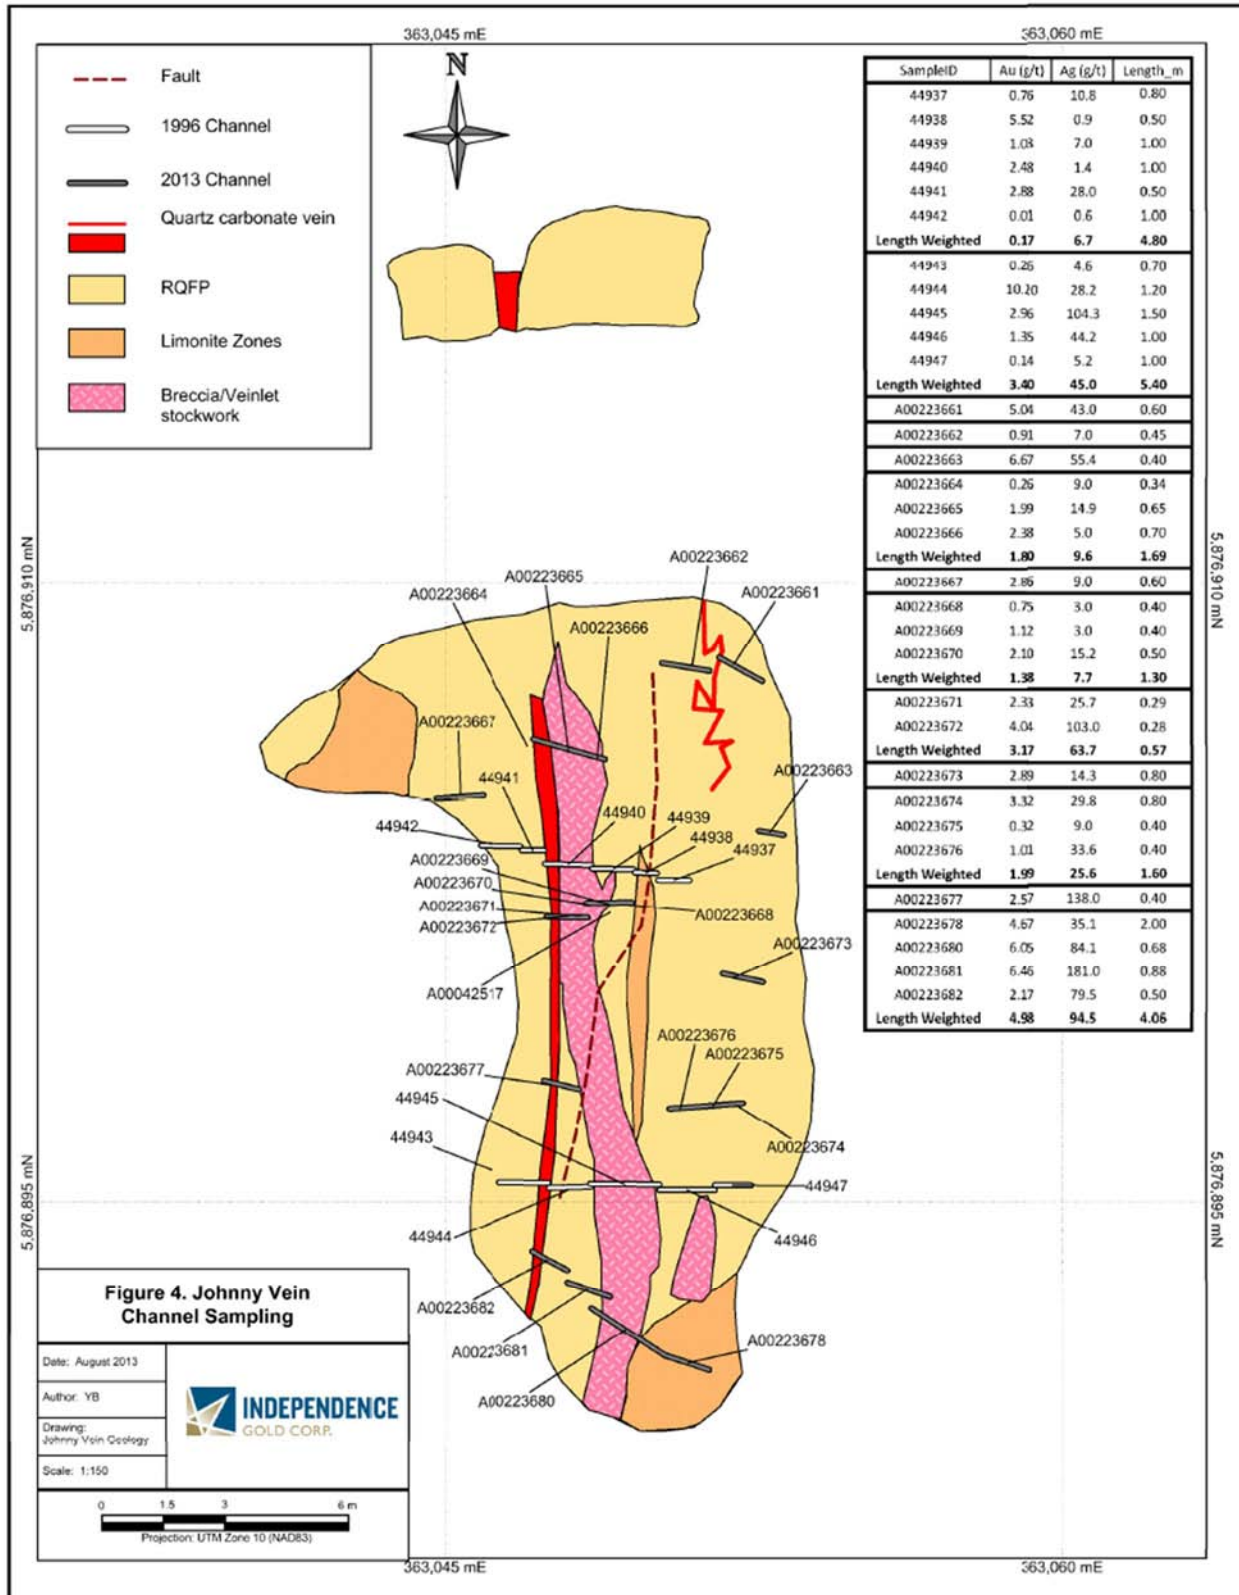 363,045 mE 363,060 mE
N
Fault
1996 Channel
2013 Channel
Quartz carbonate vein
RQFP
Limonite Zones
Breccia/Veinlet
stockwork
SampleID Au (g/t) Ag (g/t) Length_m
44937 0.76 10.8 0.80
44938 5.52 0.9 0.50
44939 1.03 7.0 1.00
44940 2.48 1.4 1.00
44941 2.88 28.0 0.50
44942 0.01 0.6 1.00
Length Weighted 0.17 6.7 4.80
44943 0.26 4.6 0.70
44944 10.20 28.2 1.20
44945 2.96 104.3 1.50
44946 1.35 44.2 1.00
44947 0.14 5.2 1.00
Length Weighted 3.40 45.0 5.40
A00223661 5.04 43.0 0.60
A00223662 0.91 7.0 0.45
A00223663 6.67 55.4 0.40
A00223664 0.26 9.0 0.34
A00223665 1.99 14.9 0.65
A00223666 2.38 5.0 0.70
Length Weighted 1.80 9.6 1.69
A00223667 2.86 9.0 0.60
A00223668 0.75 3.0 0.40
A00223669 1.12 3.0 0.40
A00223670 2.10 15.2 0.50
Length Weighted 1.38 7.7 1.30
A00223671 2.33 25.7 0.29
A00223672 4.04 103.0 0.28
Length Weighted 3.17 63.7 0.57
A00223673 2.89 14.3 0.80
A00223674 3.32 29.8 0.80
A00223675 0.32 9.0 0.40
A00223676 1.01 33.6 0.40
Length Weighted 1.99 25.6 1.60
A00223677 2.57 138.0 0.40
A00223678 4.67 35.1 2.00
A00223680 6.05 84.1 0.68
A00223681 6.46 181.0 0.88
A00223682 2.17 79.5 0.50
Length Weighted 4.98 94.5 4.06
5,876,910 mN
5,876,910 mN
A00223662
A00223665
A00223664
A00223661
A00223666
A00223667
44941
A00223663
44942
44940
44939
44938
44937
A00223669
A00223670
A00223671
A00223672
A00223668
A00223673
A00042517
A00223676
A00223675
A00223677
44945
44943
A00223674
44947
44944
44946
5,876,895 mN
5,876,895 mN
A00223682
A00223681
A00223678
A00223680
Figure 4. Johnny Vein
Channel Sampling
Date: August 2013
Author: YB
Drawing:
Johnny Vein Geology
Scale: 1:150
INDEPENDENCE
GOLD CORP.
0 1.5 3 6 m
Projection: UTM Zone 10 (NAD83)
363,045 mE 363,060 mE